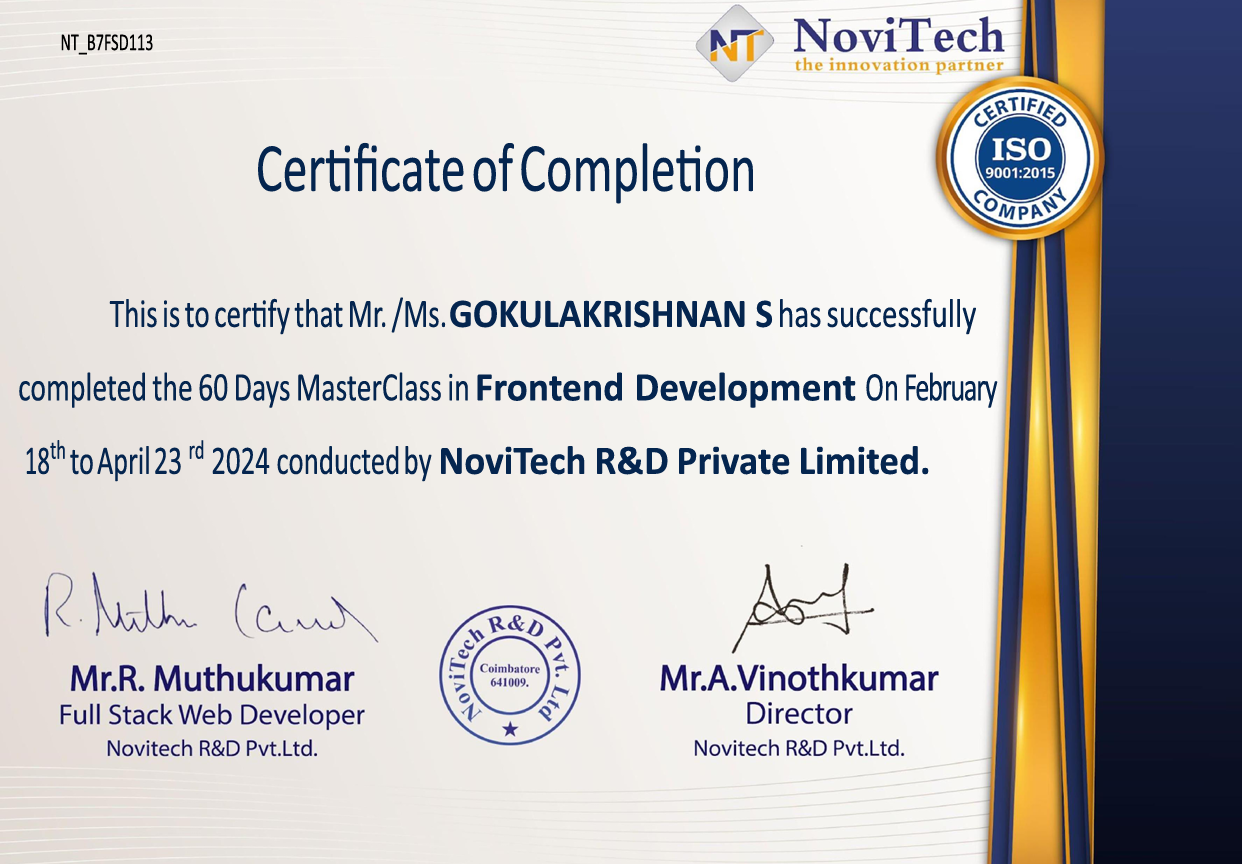 NT_B7FSD113
NT
NoviTech
the innovation partner
CERTIFIED
ISO
9001:2015
COMPANY
Certificate of Completion
This is to certify that Mr. /Ms. GOKULAKRISHNAN S has successfully
completed the 60 Days MasterClass in Frontend Development On February
18th to April 23 rd 2024 conducted by NoviTech R&D Private Limited.
R. Muthu Kumar
Mr.R. Muthukumar
Full Stack Web Developer
Novitech R&D Pvt.Ltd.
NoviTech R&D Pvt. Ltd
Coimbatore
641009.
Mr.A.Vinothkumar
Director
Novitech R&D Pvt.Ltd.